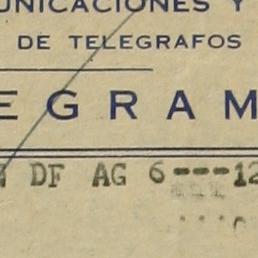 UNICACIONES Y
DE TELEGRAFOS
EGRAM
DF AG 6---12